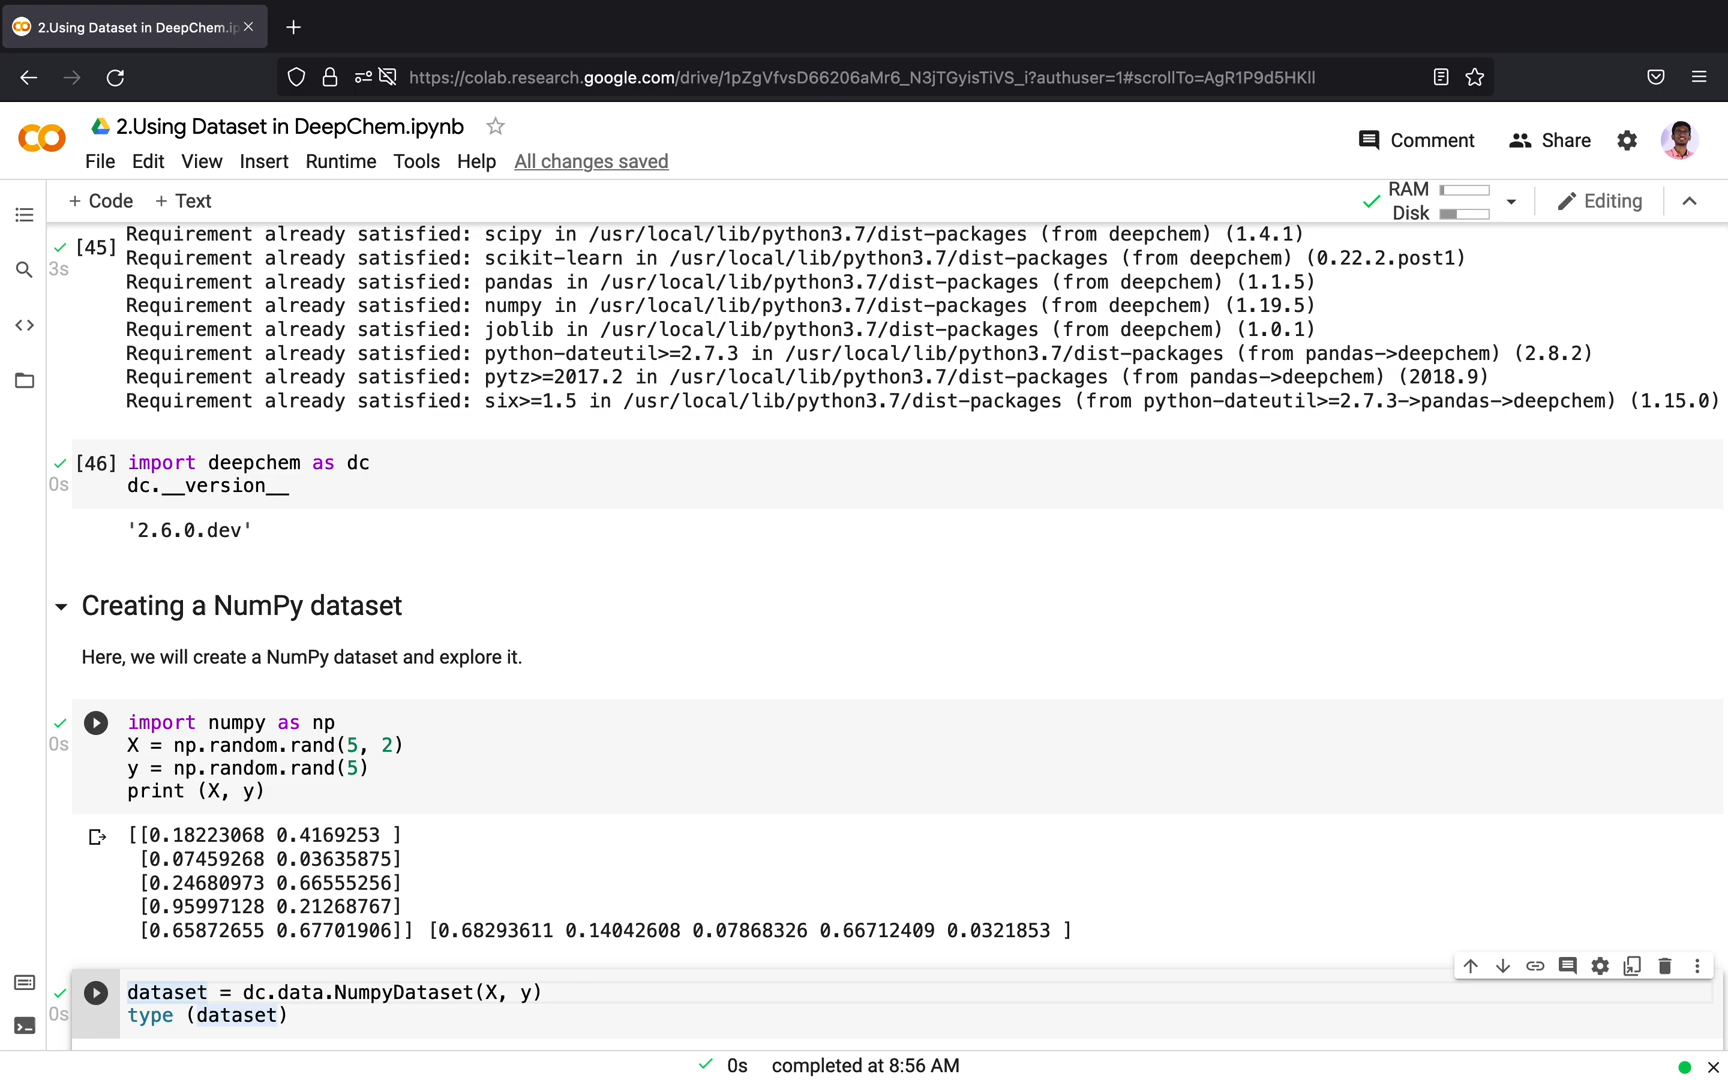 2.Using Dataset in DeepChem.ip
https://colab.research.google.com/drive/1pZgVfvsD66206aMr6_N3jTGyisTiVS_i?authuser=1#scrollTo=AgR1P9d5HKlI
2.Using Dataset in DeepChem.ipynb
Comment Share
File Edit View Insert Runtime Tools Help All changes saved
+ Code + Text
RAM
Disk
Editing
[45] Requirement already satisfied: scipy in /usr/local/lib/python3.7/dist-packages (from deepchem) (1.4.1)
3s Requirement already satisfied: scikit-learn in /usr/local/lib/python3.7/dist-packages (from deepchem) (0.22.2.post1)
Requirement already satisfied: pandas in /usr/local/lib/python3.7/dist-packages (from deepchem) (1.1.5)
Requirement already satisfied: numpy in /usr/local/lib/python3.7/dist-packages (from deepchem) (1.19.5)
Requirement already satisfied: joblib in /usr/local/lib/python3.7/dist-packages (from deepchem) (1.0.1)
Requirement already satisfied: python-dateutil>=2.7.3 in /usr/local/lib/python3.7/dist-packages (from pandas->deepchem) (2.8.2)
Requirement already satisfied: pytz>=2017.2 in /usr/local/lib/python3.7/dist-packages (from pandas->deepchem) (2018.9)
Requirement already satisfied: six>=1.5 in /usr/local/lib/python3.7/dist-packages (from python-dateutil>=2.7.3->pandas->deepchem) (1.15.0)
[46] import deepchem as dc
0s dc.__version__
'2.6.0.dev'
Creating a NumPy dataset
Here, we will create a NumPy dataset and explore it.
import numpy as np
0s X = np.random.rand(5, 2)
y = np.random.rand(5)
print (X, y)
[[0.18223068 0.4169253 ]
[0.07459268 0.03635875]
[0.24680973 0.66555256]
[0.95997128 0.21268767]
[0.65872655 0.67701906]] [0.68293611 0.14042608 0.07868326 0.66712409 0.0321853 ]
dataset = dc.data.NumpyDataset(X, y)
0s type (dataset)
0s completed at 8:56 AM